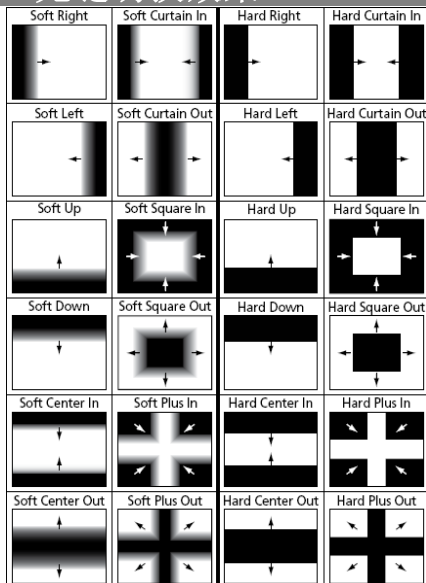 Soft Right Soft Curtain In Hard Right Hard Curtain In
Soft Left Soft Curtain Out Hard Left Hard Curtain Out
Soft Up Soft Square In Hard Up Hard Square In
Soft Down Soft Square Out Hard Down Hard Square Out
Soft Center In Soft Plus In Hard Center In Hard Plus In
Soft Center Out Soft Plus Out Hard Center Out Hard Plus Out